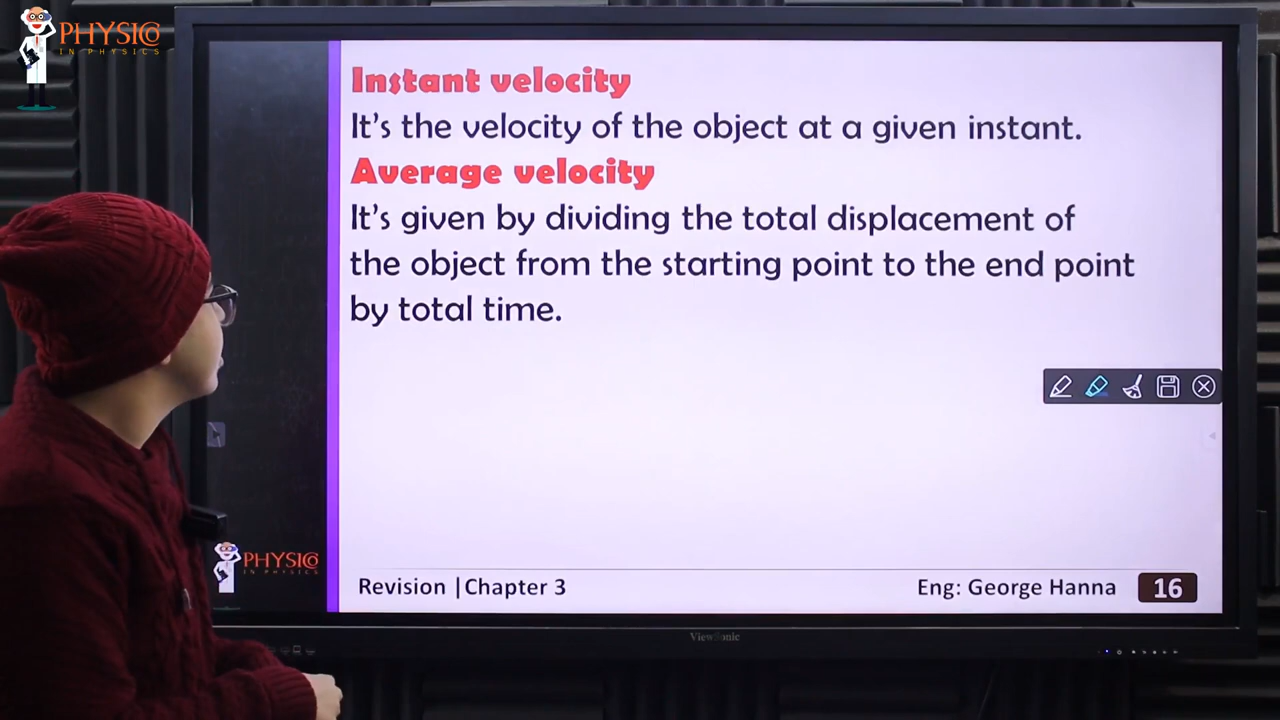 PHYSICO
IN PHYSICS
Instant velocity
It's the velocity of the object at a given instant.
Average velocity
It's given by dividing the total displacement of
the object from the starting point to the end point
by total time.
PHYSICO
IN PHYSICS
Revision |Chapter 3
Eng: George Hanna
16
ViewSonic